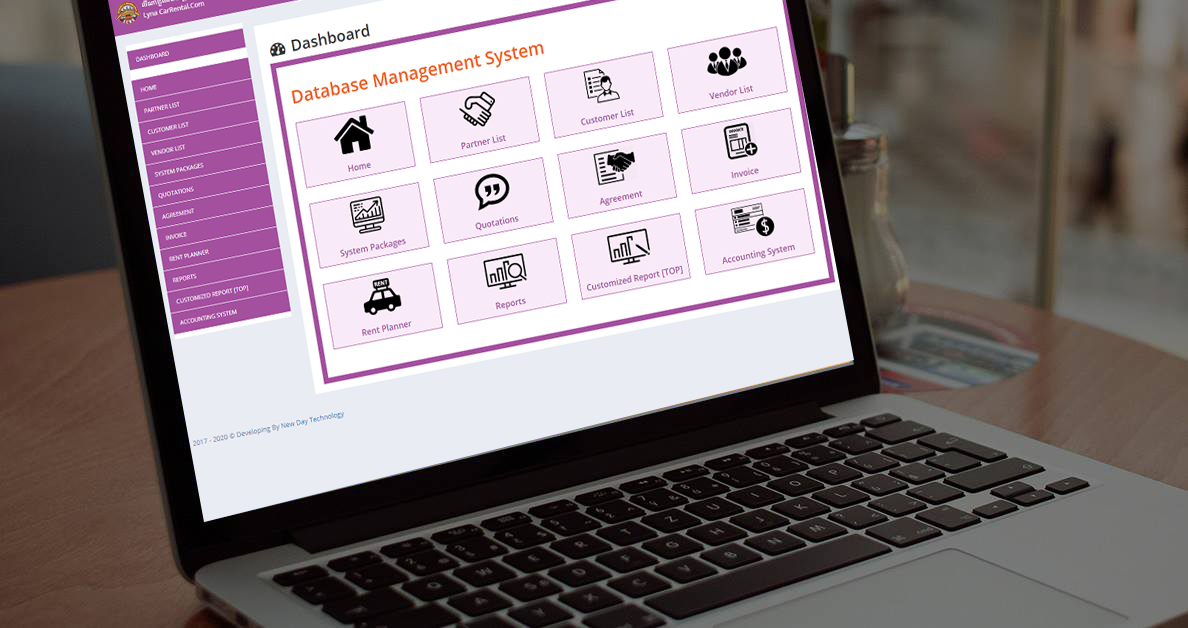 Lyna CarRental.Com
DASHBOARD
HOME
PARTNER LIST
CUSTOMER LIST
VENDOR LIST
SYSTEM PACKAGES
QUOTATIONS
AGREEMENT
INVOICE
RENT PLANNER
REPORTS
CUSTOMIZED REPORT [TOP]
ACCOUNTING SYSTEM
Dashboard
Database Management System
Home
Partner List
Customer List
Vendor List
System Packages
Quotations
Agreement
INVOICE
Invoice
RENT
Rent Planner
Reports
Customized Report [TOP]
Accounting System
2017 - 2020 © Developing By New Day Technology